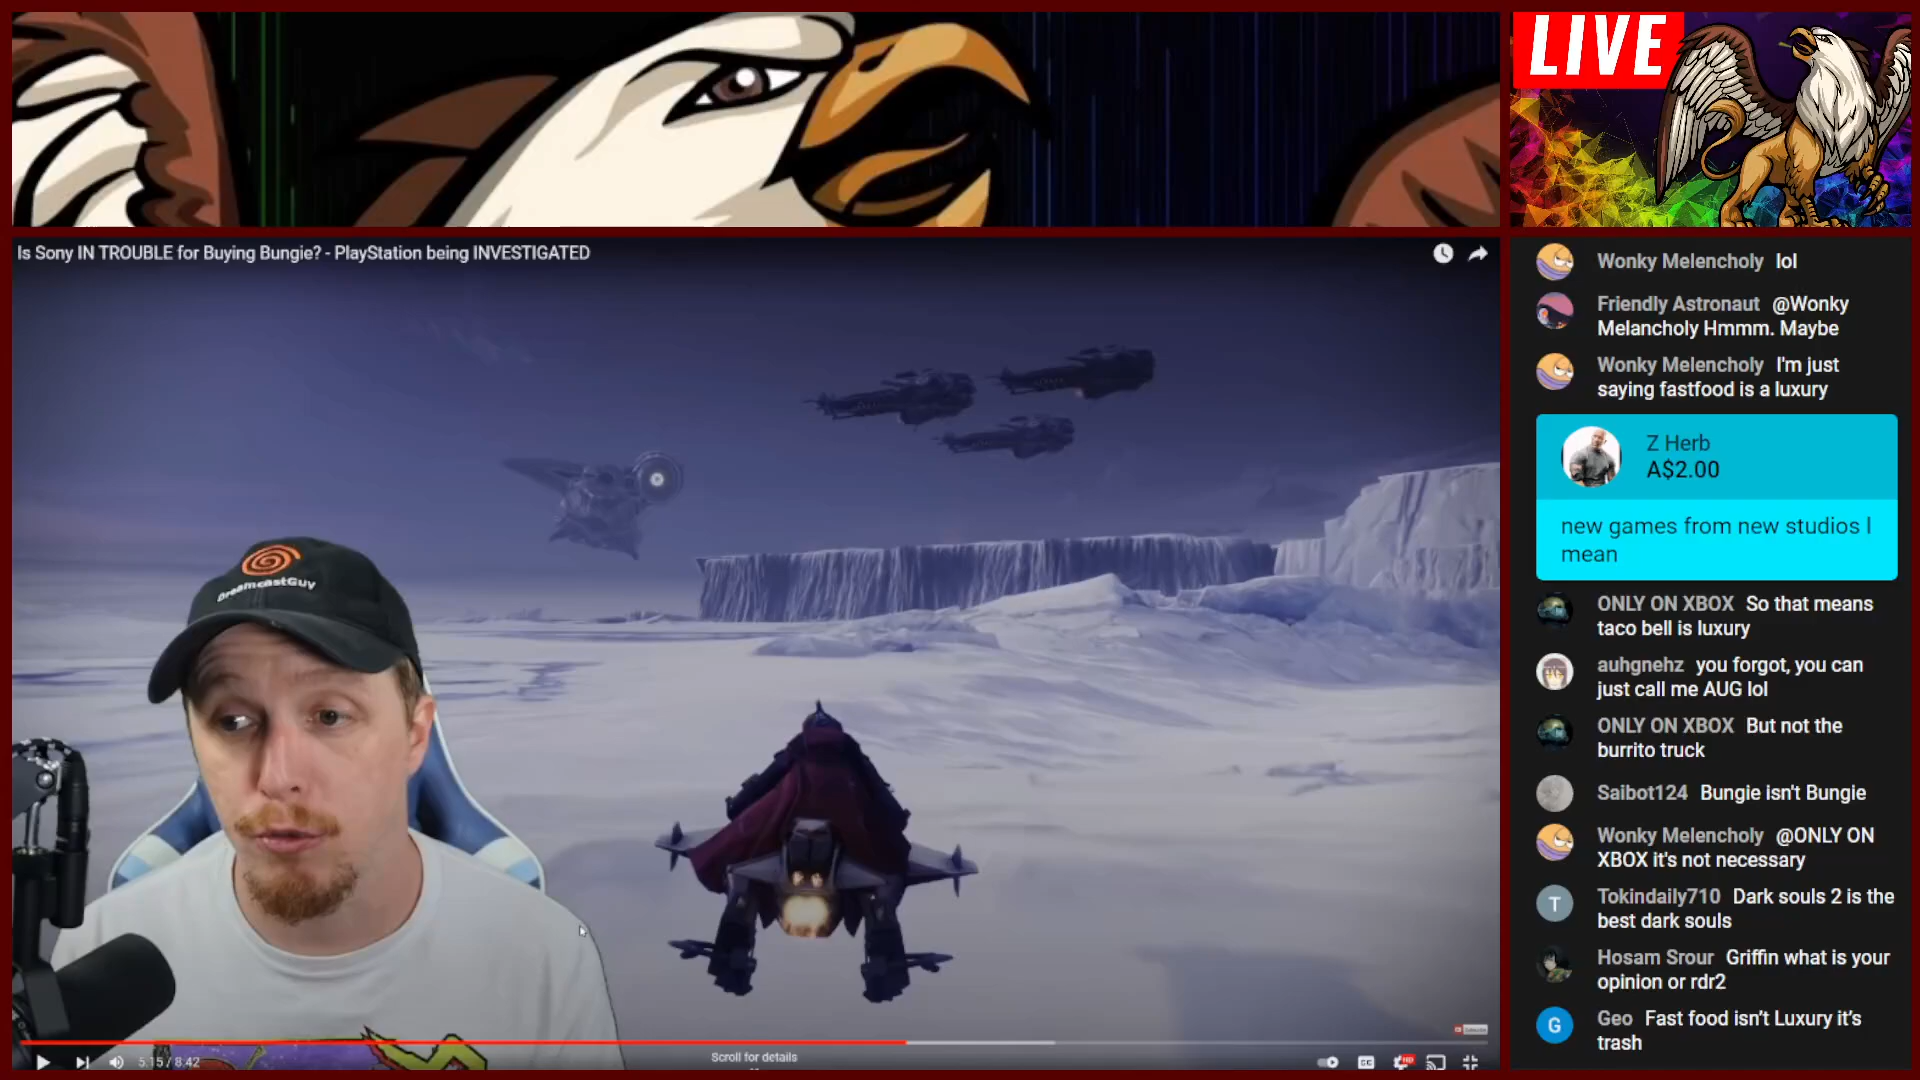 LIVE
Is Sony IN TROUBLE for Buying Bungie? - PlayStation being INVESTIGATED
DreamcastGuy
5:15 / 8:42
Scroll for details
CC
HD
Wonky Melencholy lol
Friendly Astronaut @Wonky
Melancholy Hmmm. Maybe
Wonky Melencholy I'm just
saying fastfood is a luxury
Z Herb
A$2.00
new games from new studios I
mean
ONLY ON XBOX So that means
taco bell is luxury
auhgnehz you forgot, you can
just call me AUG lol
ONLY ON XBOX But not the
burrito truck
Saibot124 Bungie isn't Bungie
Wonky Melencholy @ONLY ON
XBOX it's not necessary
T
Tokindaily710 Dark souls 2 is the
best dark souls
Hosam Srour Griffin what is your
opinion or rdr2
G
Geo Fast food isn’t Luxury it’s
trash